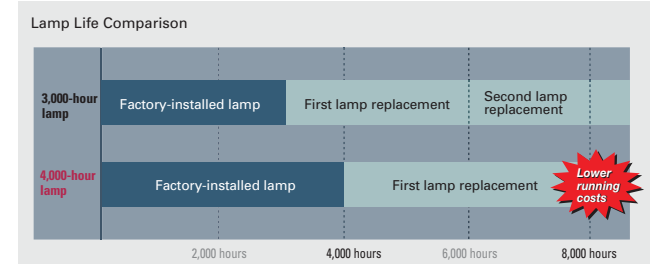 Lamp Life Comparison
3,000-hour
lamp
Factory-installed lamp
First lamp replacement
Second lamp
replacement
4,000-hour
lamp
Factory-installed lamp
First lamp replacement
Lower
running
costs
2,000 hours
4,000 hours
6,000 hours
8,000 hours